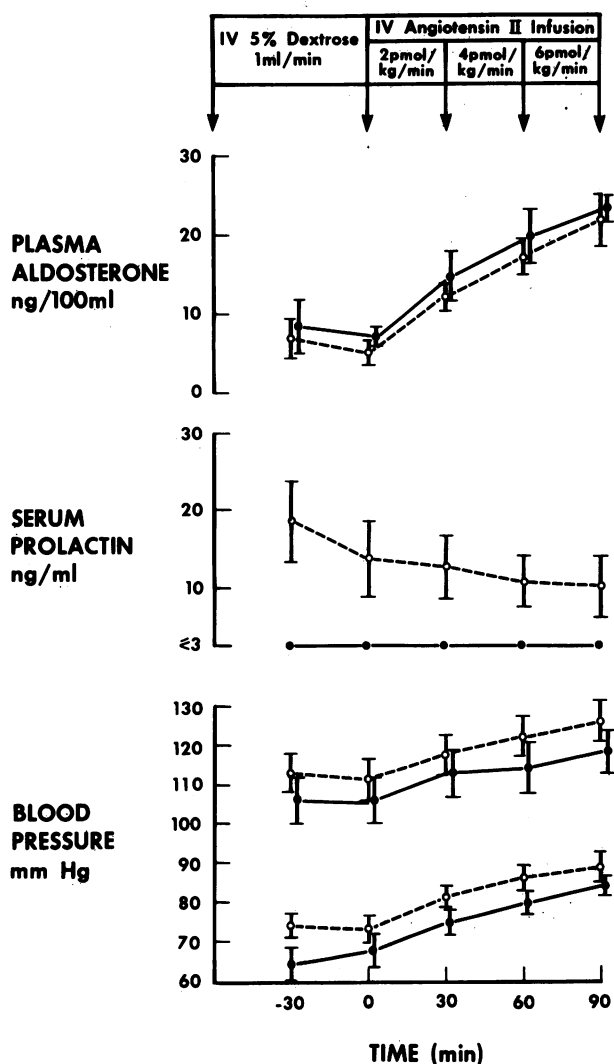 IV 5% Dextrose
1ml/min
IV Angiotensin II Infusion
2pmol/
kg/min
4pmol/
kg/min
6pmol/
kg/min
PLASMA
ALDOSTERONE
ng/100ml
30
20
10
0
SERUM
PROLACTIN
ng/ml
30
20
10
≤3
BLOOD
PRESSURE
mm Hg
130
120
110
100
90
80
70
60
-30 0 30 60 90
TIME (min)